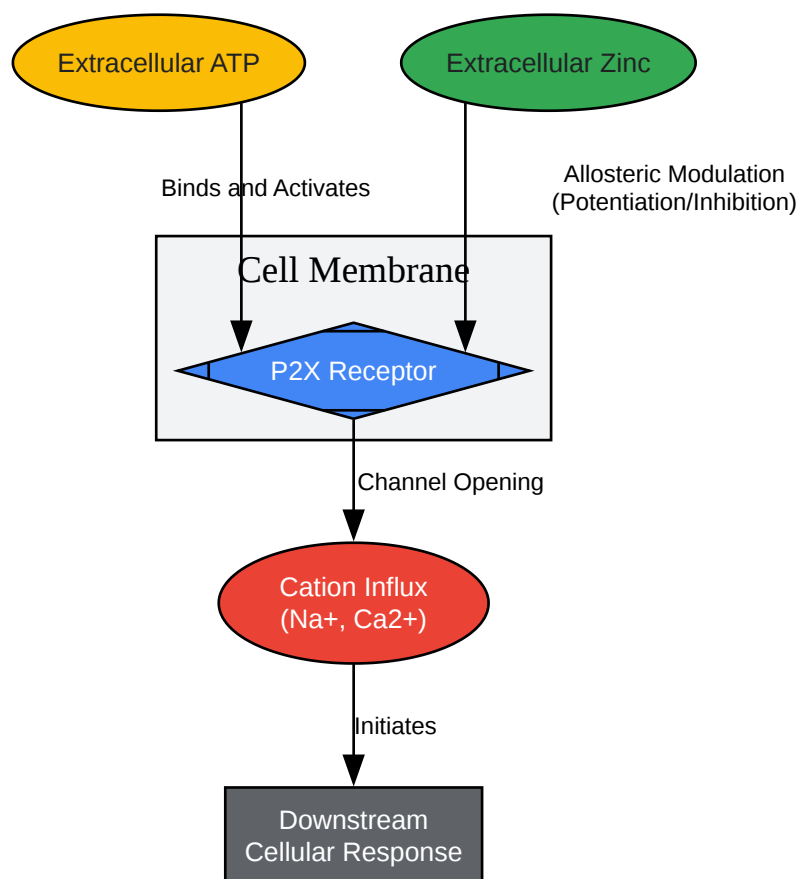 Extracellular ATP
Extracellular Zinc
Binds and Activates
Allosteric Modulation
(Potentiation/Inhibition)
Cell Membrane
P2X Receptor
Channel Opening
Cation Influx
(Na+, Ca2+)
Initiates
Downstream
Cellular Response